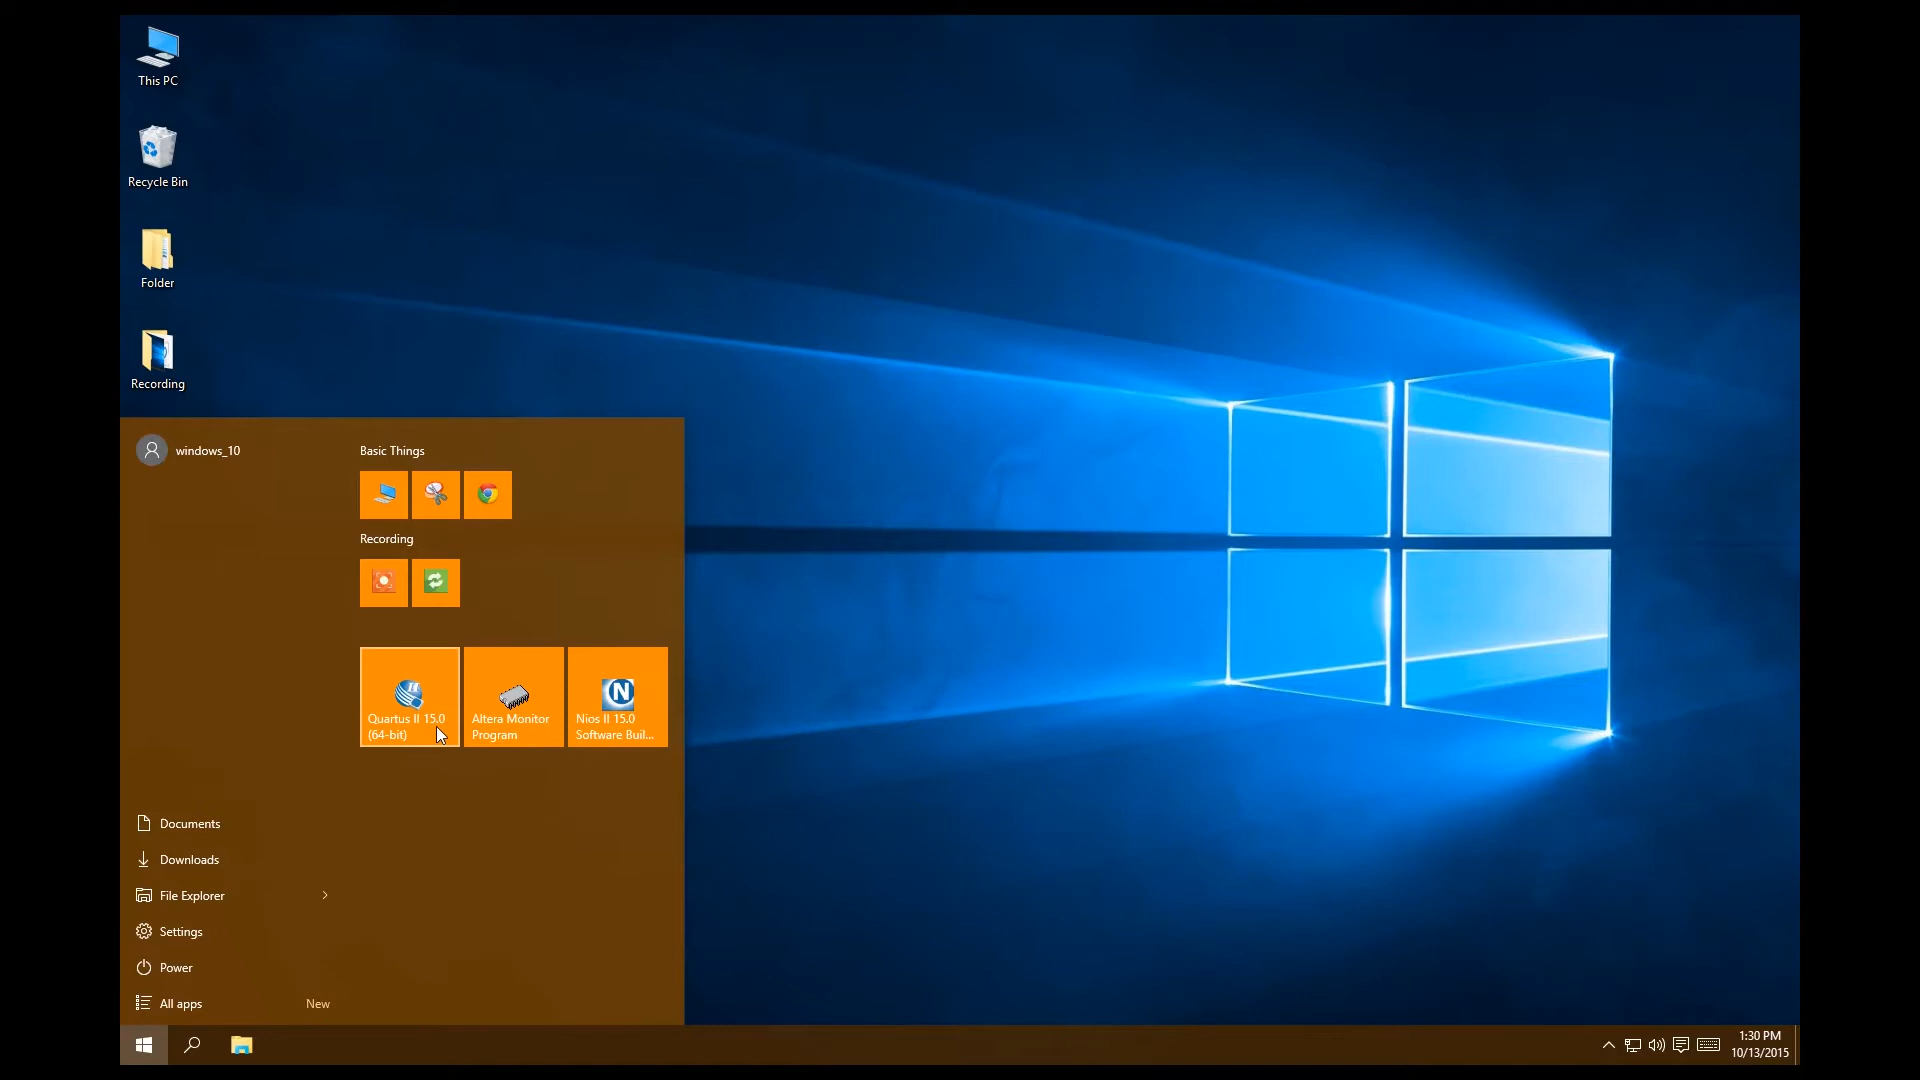 This PC
Recycle Bin
Folder
Recording
windows_10
Basic Things
Recording
Quartus II 15.0
(64-bit)
Altera Monitor
Program
N
Nios II 15.0
Software Buil...
Documents
Downloads
File Explorer
Settings
Power
All apps
New
1:30 PM
10/13/2015